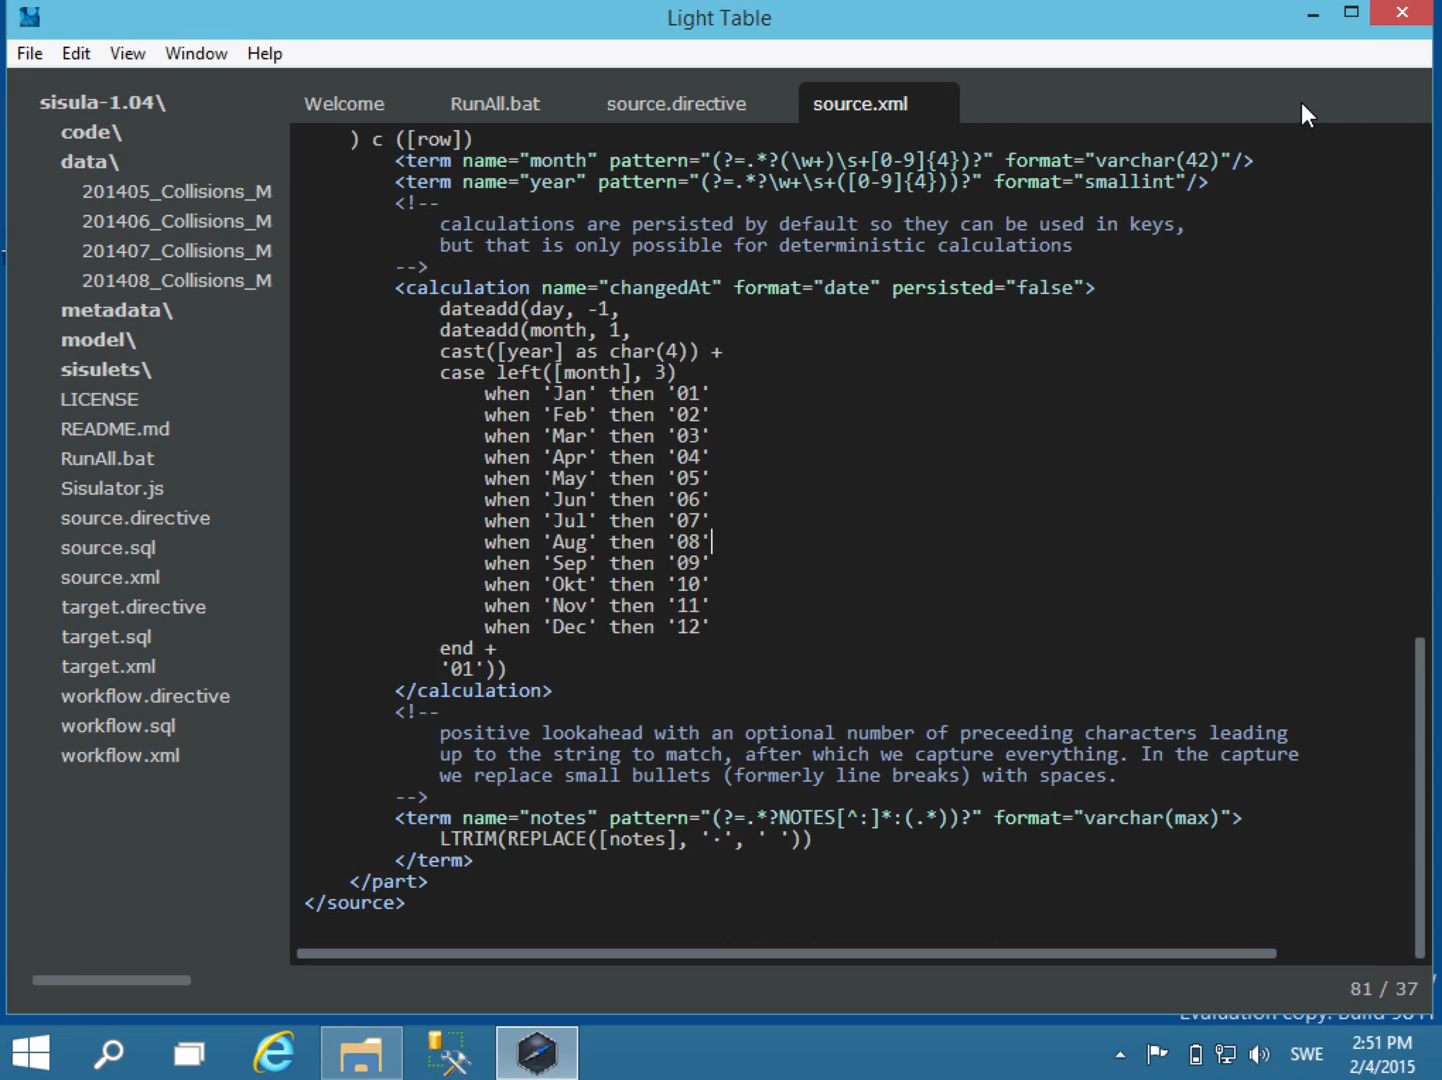 Light Table
File Edit View Window Help
sisula-1.04\
code\
data\
201405_Collisions_M
201406_Collisions_M
201407_Collisions_M
201408_Collisions_M
metadata\
model\
sisulets\
LICENSE
README.md
RunAll.bat
Sisulator.js
source.directive
source.sql
source.xml
target.directive
target.sql
target.xml
workflow.directive
workflow.sql
workflow.xml
Welcome RunAll.bat source.directive source.xml
) c ([row])
<term name="month" pattern="(?=.*?(\w+)\s+[0-9]{4})?" format="varchar(42)"/>
<term name="year" pattern="(?=.*?\w+\s+([0-9]{4}))?" format="smallint"/>
<!--
calculations are persisted by default so they can be used in keys,
but that is only possible for deterministic calculations
-->
<calculation name="changedAt" format="date" persisted="false">
dateadd(day, -1,
dateadd(month, 1,
cast([year] as char(4)) +
case left([month], 3)
when 'Jan' then '01'
when 'Feb' then '02'
when 'Mar' then '03'
when 'Apr' then '04'
when 'May' then '05'
when 'Jun' then '06'
when 'Jul' then '07'
when 'Aug' then '08'
when 'Sep' then '09'
when 'Okt' then '10'
when 'Nov' then '11'
when 'Dec' then '12'
end +
'01'))
</calculation>
<!--
positive lookahead with an optional number of preceeding characters leading
up to the string to match, after which we capture everything. In the capture
we replace small bullets (formerly line breaks) with spaces.
-->
<term name="notes" pattern="(?=.*?NOTES[^:]*:(.*))?" format="varchar(max)">
LTRIM(REPLACE([notes], '·', ' '))
</term>
</part>
</source>
81 / 37
SWE
2:51 PM
2/4/2015